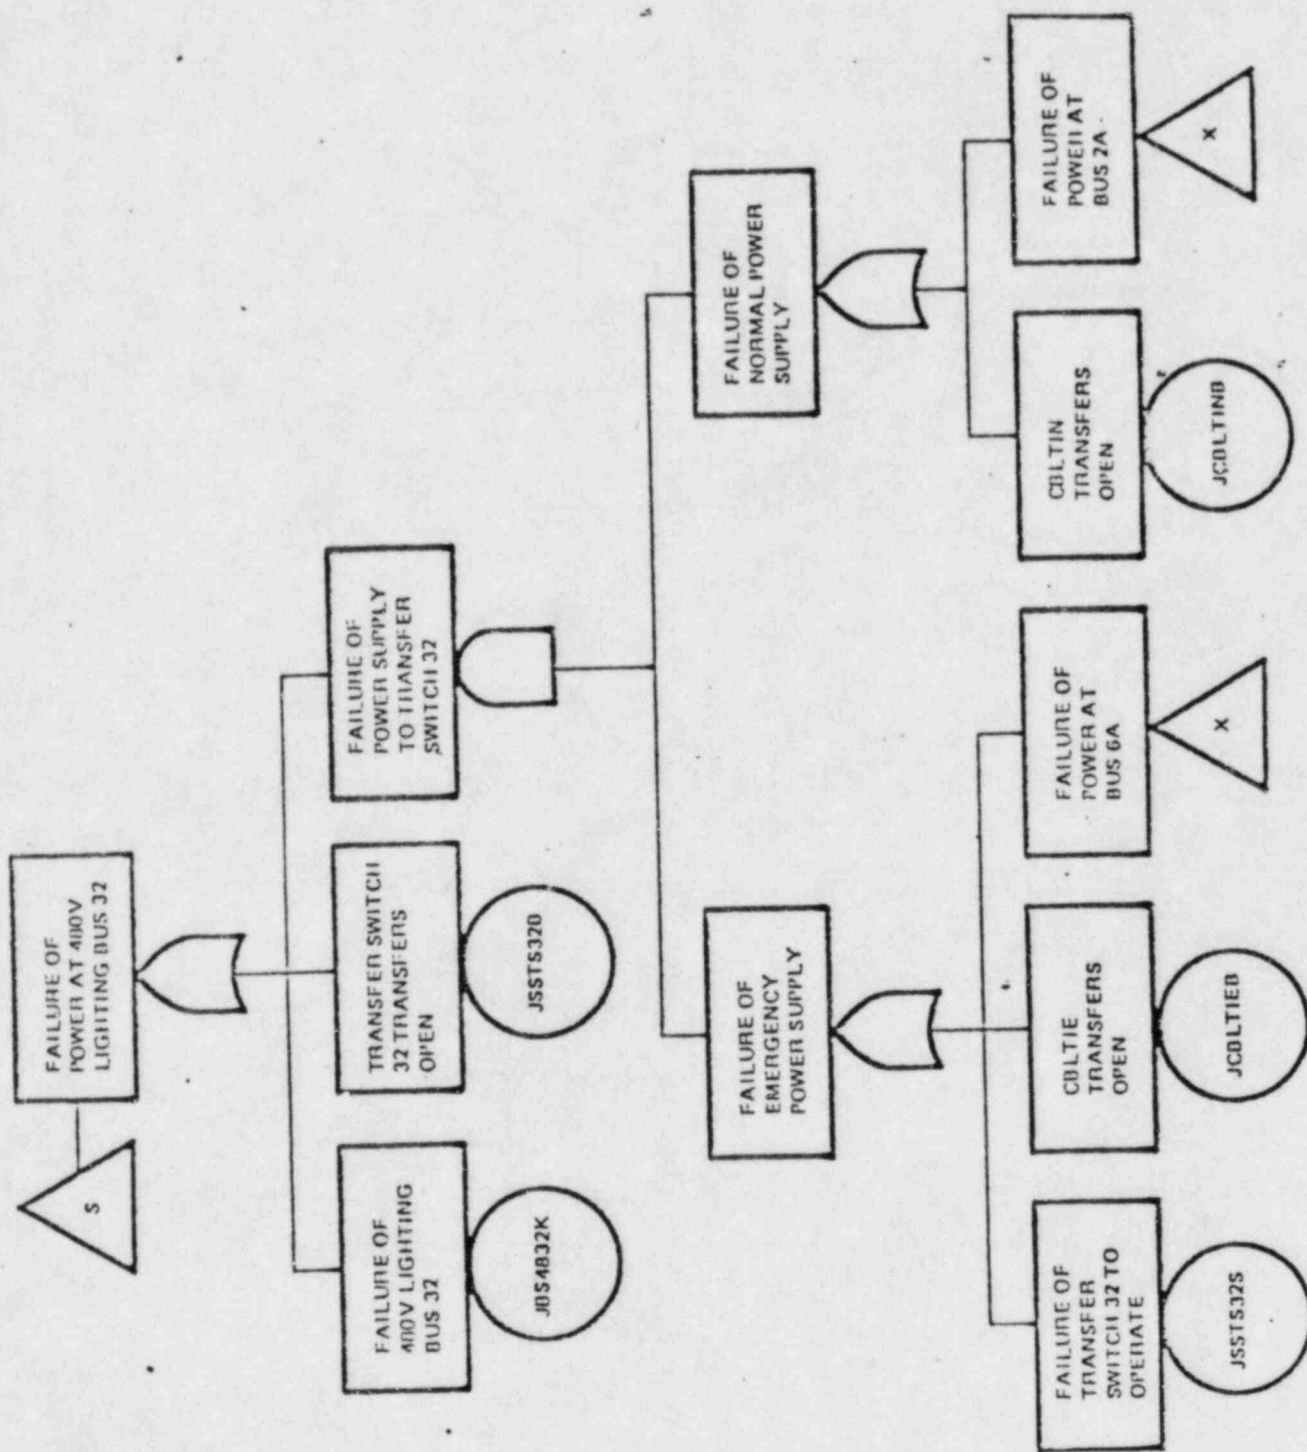 S
FAILURE OF
POWER AT 480V
LIGHTING BUS 32
FAILURE OF
480V LIGHTING
BUS 32
JBS4832K
TRANSFER SWITCH
32 TRANSFERS
OPEN
JSSTS32B
FAILURE OF
POWER SUPPLY
TO TRANSFER
SWITCH 32
FAILURE OF
EMERGENCY
POWER SUPPLY
FAILURE OF
NORMAL POWER
SUPPLY
FAILURE OF
TRANSFER
SWITCH 32 TO
OPERATE
JSSTS32S
CBLTIE
TRANSFERS
OPEN
JCBLTIEB
FAILURE OF
POWER AT
BUS 6A
X
CBLTIN
TRANSFERS
OPEN
JCBLTINB
FAILURE OF
POWER AT
BUS 2A
X